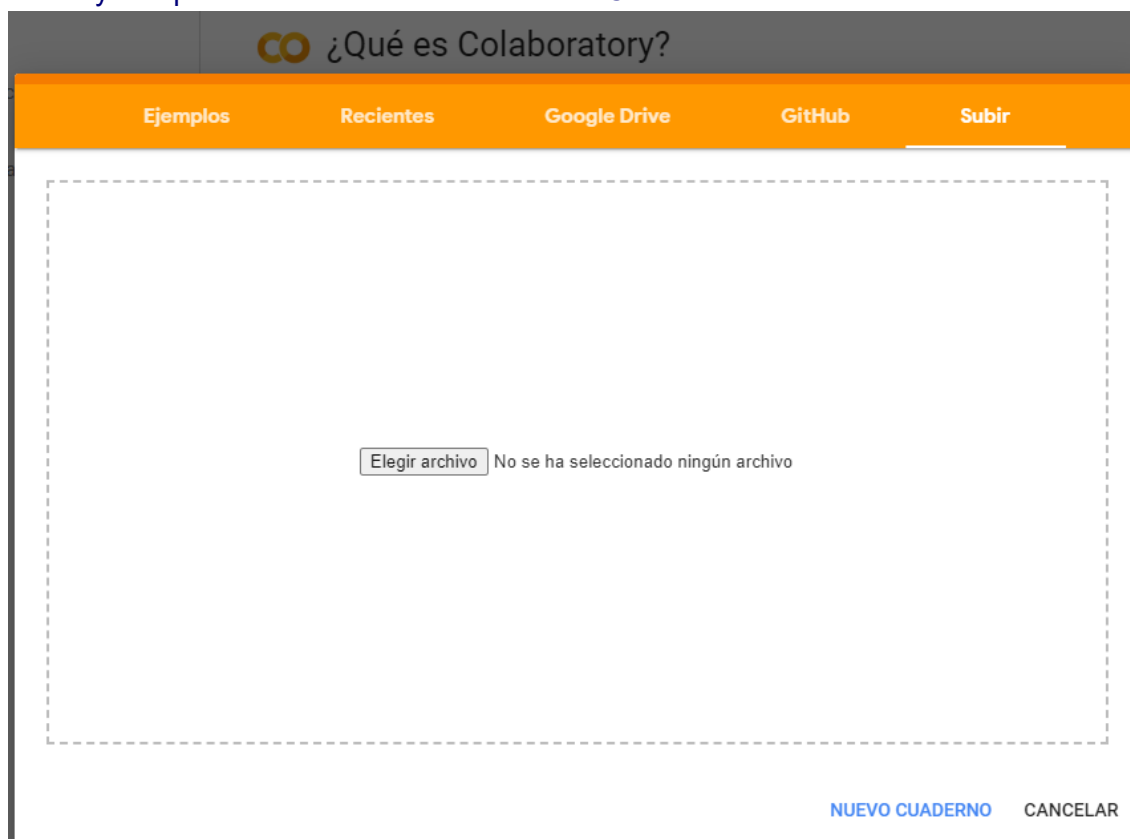 CO ¿Qué es Colaboratory?
Ejemplos Recientes Google Drive GitHub Subir
Elegir archivo No se ha seleccionado ningún archivo
NUEVO CUADERNO CANCELAR